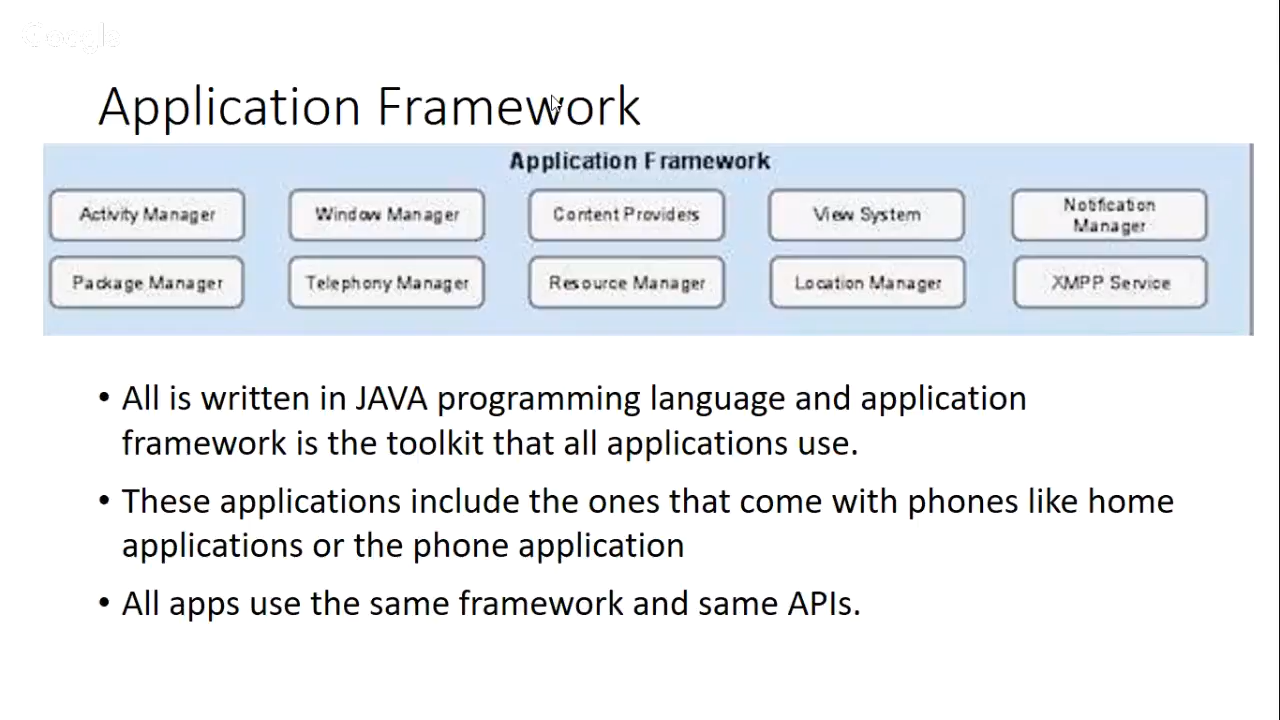 Google
Application Framework
Application Framework
Activity Manager
Window Manager
Content Providers
View System
Notification
Manager
Package Manager
Telephony Manager
Resource Manager
Location Manager
XMPP Service
• All is written in JAVA programming language and application
framework is the toolkit that all applications use.
• These applications include the ones that come with phones like home
applications or the phone application
• All apps use the same framework and same APIs.